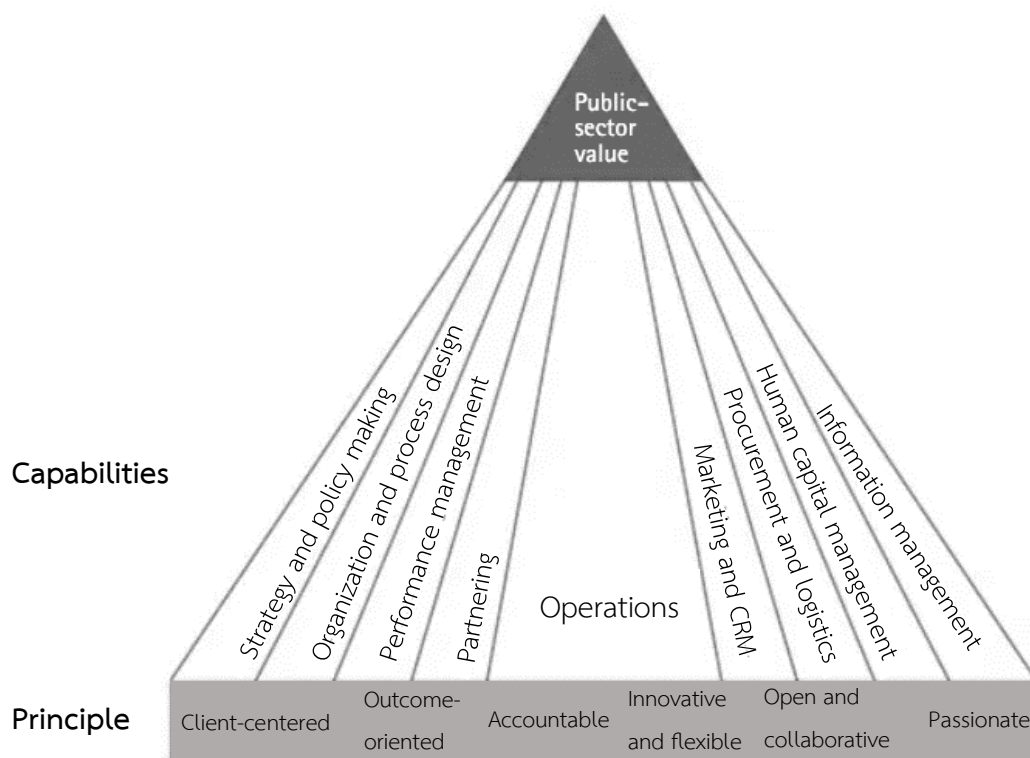 Public-
sector
value
Capabilities
Strategy and policy making
Organization and process design
Performance management
Partnering
Operations
Marketing and CRM
Procurement and logistics
Human capital management
Information management
Principle
Client-centered
Outcome-
oriented
Accountable
Innovative
and flexible
Open and
collaborative
Passionate